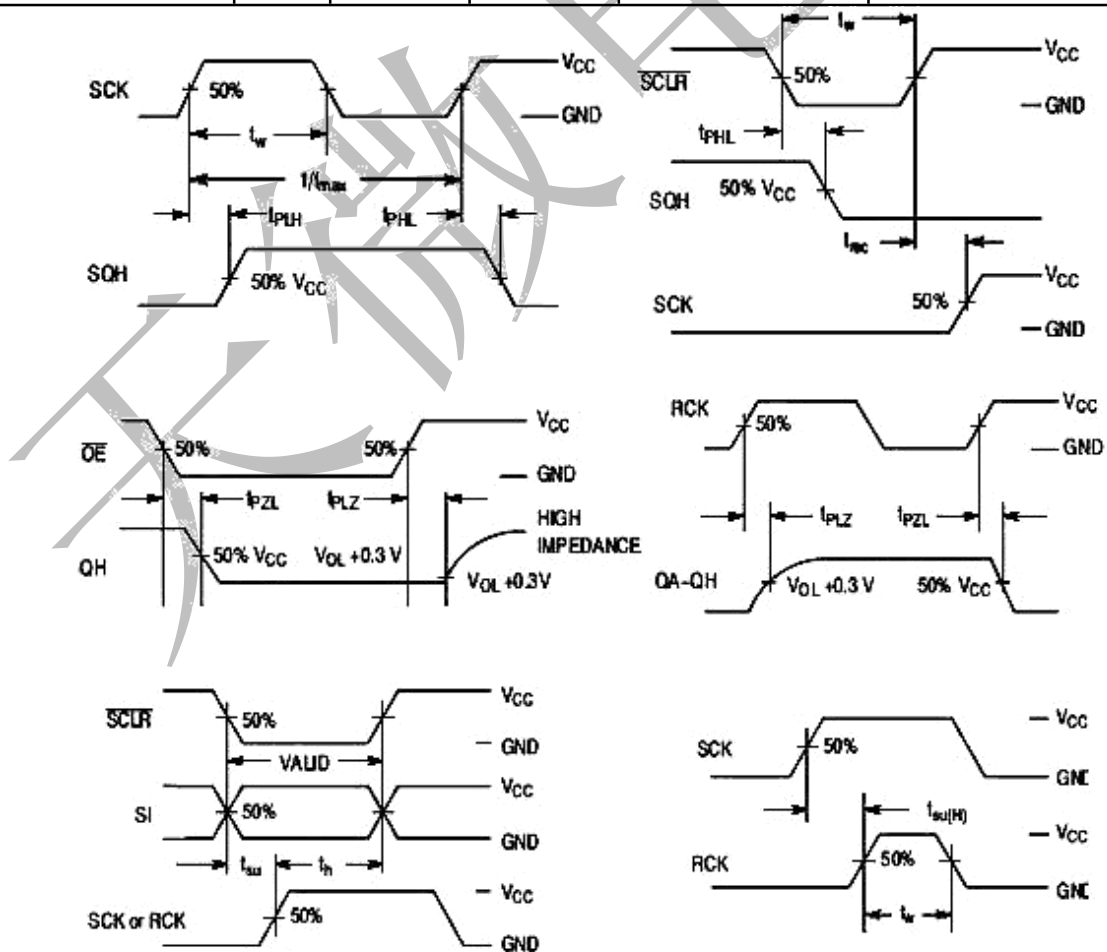 SCK
50%
VCC
GND
tw
1/fmax
tPLH
tPHL
SQH
50% VCC
tw
SCLR
50%
VCC
GND
tPHL
SQH
50% VCC
trec
SCK
50%
VCC
GND
OE
50%
50%
VCC
GND
tPZL
tPLZ
QH
50% VCC
VOL +0.3 V
HIGH
IMPEDANCE
VOL +0.3V
RCK
50%
VCC
GND
tPLZ
tPZL
QA-QH
VOL +0.3 V
50% VCC
SCLR
50%
VCC
GND
VALID
SI
50%
VCC
GND
tsu
th
SCK or RCK
50%
VCC
GND
SCK
50%
VCC
GND
tsu(H)
RCK
50%
VCC
GND
tw